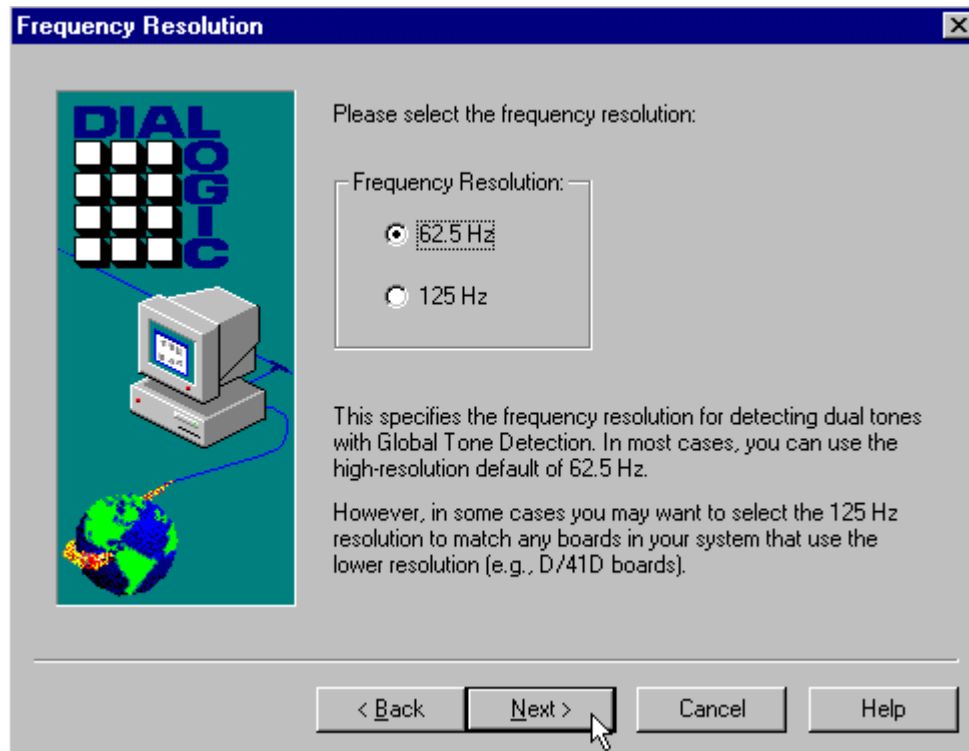 Frequency Resolution
DIALOGIC
Please select the frequency resolution:
Frequency Resolution:
62.5 Hz
125 Hz
This specifies the frequency resolution for detecting dual tones
with Global Tone Detection. In most cases, you can use the
high-resolution default of 62.5 Hz.
However, in some cases you may want to select the 125 Hz
resolution to match any boards in your system that use the
lower resolution (e.g., D/41D boards).
< Back
Next >
Cancel
Help